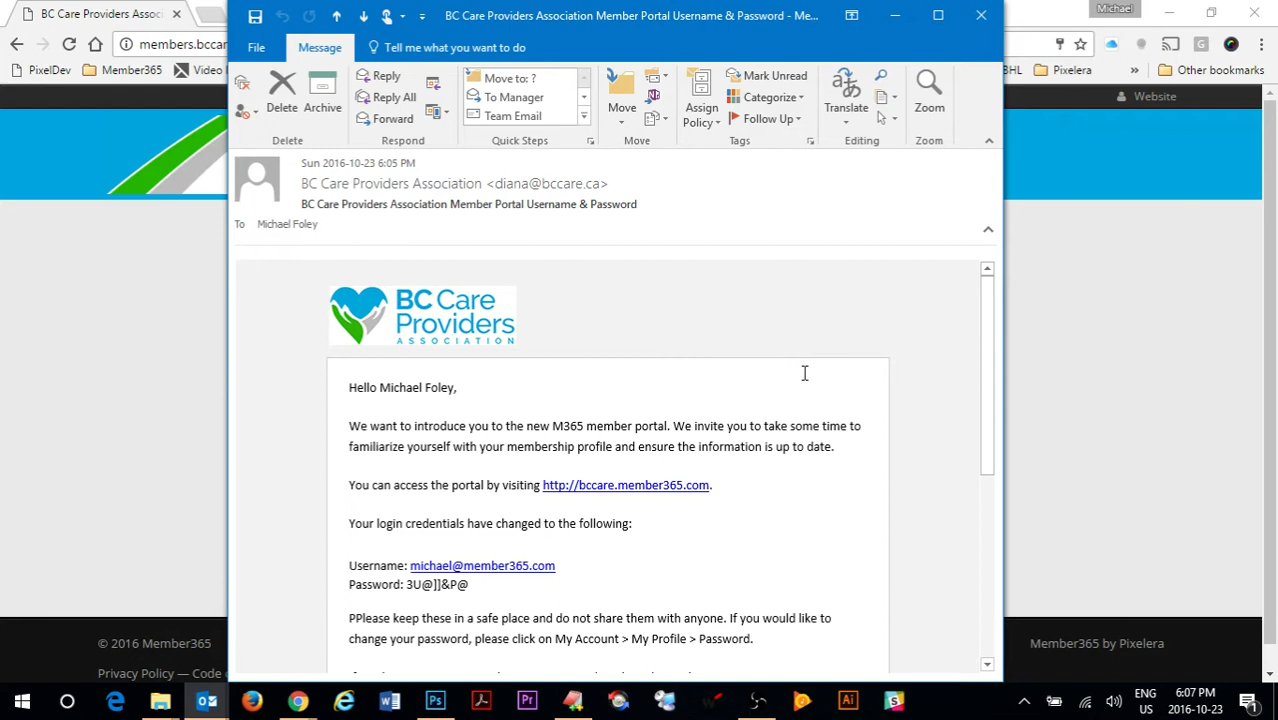 BC Care Providers Assoc
Michael
members.bccar
PixelDev
Member365
Video
BHL
Pixelera
»
Other bookmarks
Website
BC Care Providers Association Member Portal Username & Password - Me...
File
Message
Tell me what you want to do
Delete
Archive
Delete
Reply
Reply All
Forward
Respond
Move to: ?
To Manager
Team Email
Quick Steps
Move
Move
Assign
Policy
Mark Unread
Categorize
Follow Up
Tags
Translate
Editing
Zoom
Zoom
Sun 2016-10-23 6:05 PM
BC Care Providers Association <diana@bccare.ca>
BC Care Providers Association Member Portal Username & Password
To Michael Foley
BC Care
Providers
ASSOCIATION
Hello Michael Foley,
We want to introduce you to the new M365 member portal. We invite you to take some time to
familiarize yourself with your membership profile and ensure the information is up to date.
You can access the portal by visiting http://bccare.member365.com.
Your login credentials have changed to the following:
Username: michael@member365.com
Password: 3U@]]&P@
PPlease keep these in a safe place and do not share them with anyone. If you would like to
change your password, please click on My Account > My Profile > Password.
© 2016 Member365
Member365 by Pixelera
Privacy Policy — Code o
ENG
US
6:07 PM
2016-10-23